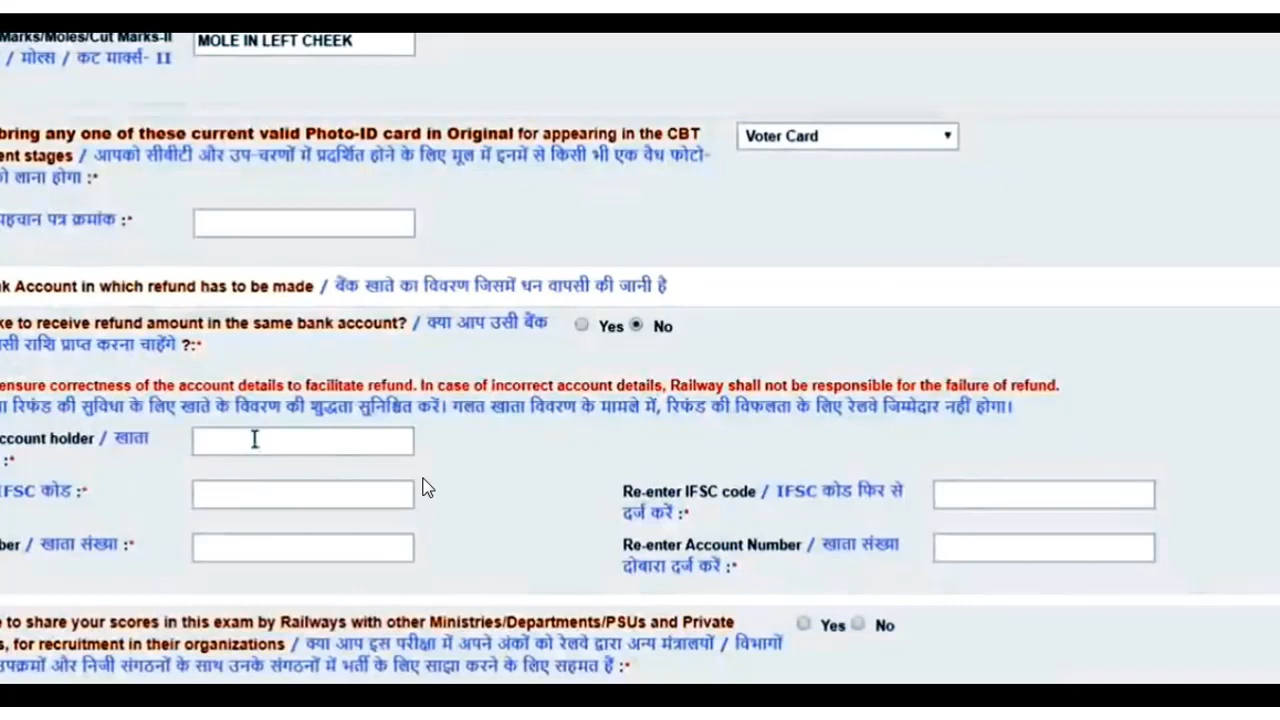 Marks/Moles/Cut Marks-II
MOLE IN LEFT CHEEK
/ मोल्स / कट मार्क्स- II
bring any one of these current valid Photo-ID card in Original for appearing in the CBT
Voter Card
ent stages / आपको सीबीटी और उप-चरणों में प्रदर्शित होने के लिए मूल में इनमें से किसी भी एक वैध फोटो-
को लाना होगा :*
पहचान पत्र क्रमांक :*
k Account in which refund has to be made / बैंक खाते का विवरण जिसमें धन वापसी की जानी है
ke to receive refund amount in the same bank account? / क्या आप उसी बैंक
Yes No
सी राशि प्राप्त करना चाहेंगे ?:*
ensure correctness of the account details to facilitate refund. In case of incorrect account details, Railway shall not be responsible for the failure of refund.
रिफंड की सुविधा के लिए खाते के विवरण की शुद्धता सुनिश्चित करें। गलत खाता विवरण के मामले में, रिफंड की विफलता के लिए रेलवे जिम्मेदार नहीं होगा।
ccount holder / खाता
:*
IFSC कोड :*
Re-enter IFSC code / IFSC कोड फिर से
दर्ज करें :*
ber / खाता संख्या :*
Re-enter Account Number / खाता संख्या
दोबारा दर्ज करें :*
to share your scores in this exam by Railways with other Ministries/Departments/PSUs and Private
Yes No
s, for recruitment in their organizations / क्या आप इस परीक्षा में अपने अंकों को रेलवे द्वारा अन्य मंत्रालयों / विभागों
उपक्रमों और निजी संगठनों के साथ उनके संगठनों में भर्ती के लिए साझा करने के लिए सहमत हैं :*